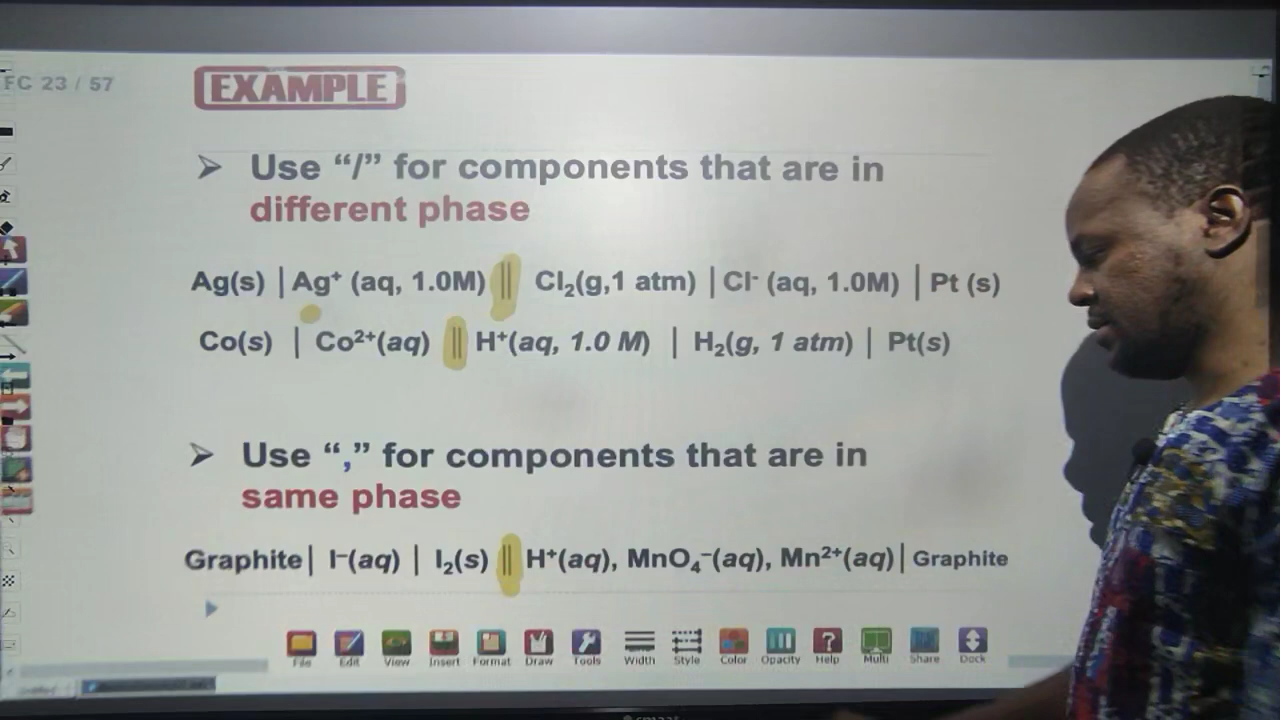 FC 23 / 57
EXAMPLE
➢ Use “/” for components that are in
different phase
Ag(s) | Ag⁺ (aq, 1.0M) || Cl₂(g,1 atm) | Cl⁻ (aq, 1.0M) | Pt (s)
Co(s) | Co²⁺(aq) || H⁺(aq, 1.0 M) | H₂(g, 1 atm) | Pt(s)
➢ Use “,” for components that are in
same phase
Graphite| I⁻(aq) | I₂(s) || H⁺(aq), MnO₄⁻(aq), Mn²⁺(aq)| Graphite
File Edit View Insert Format Draw Tools Width Style Color Opacity Help Multi Share Dock